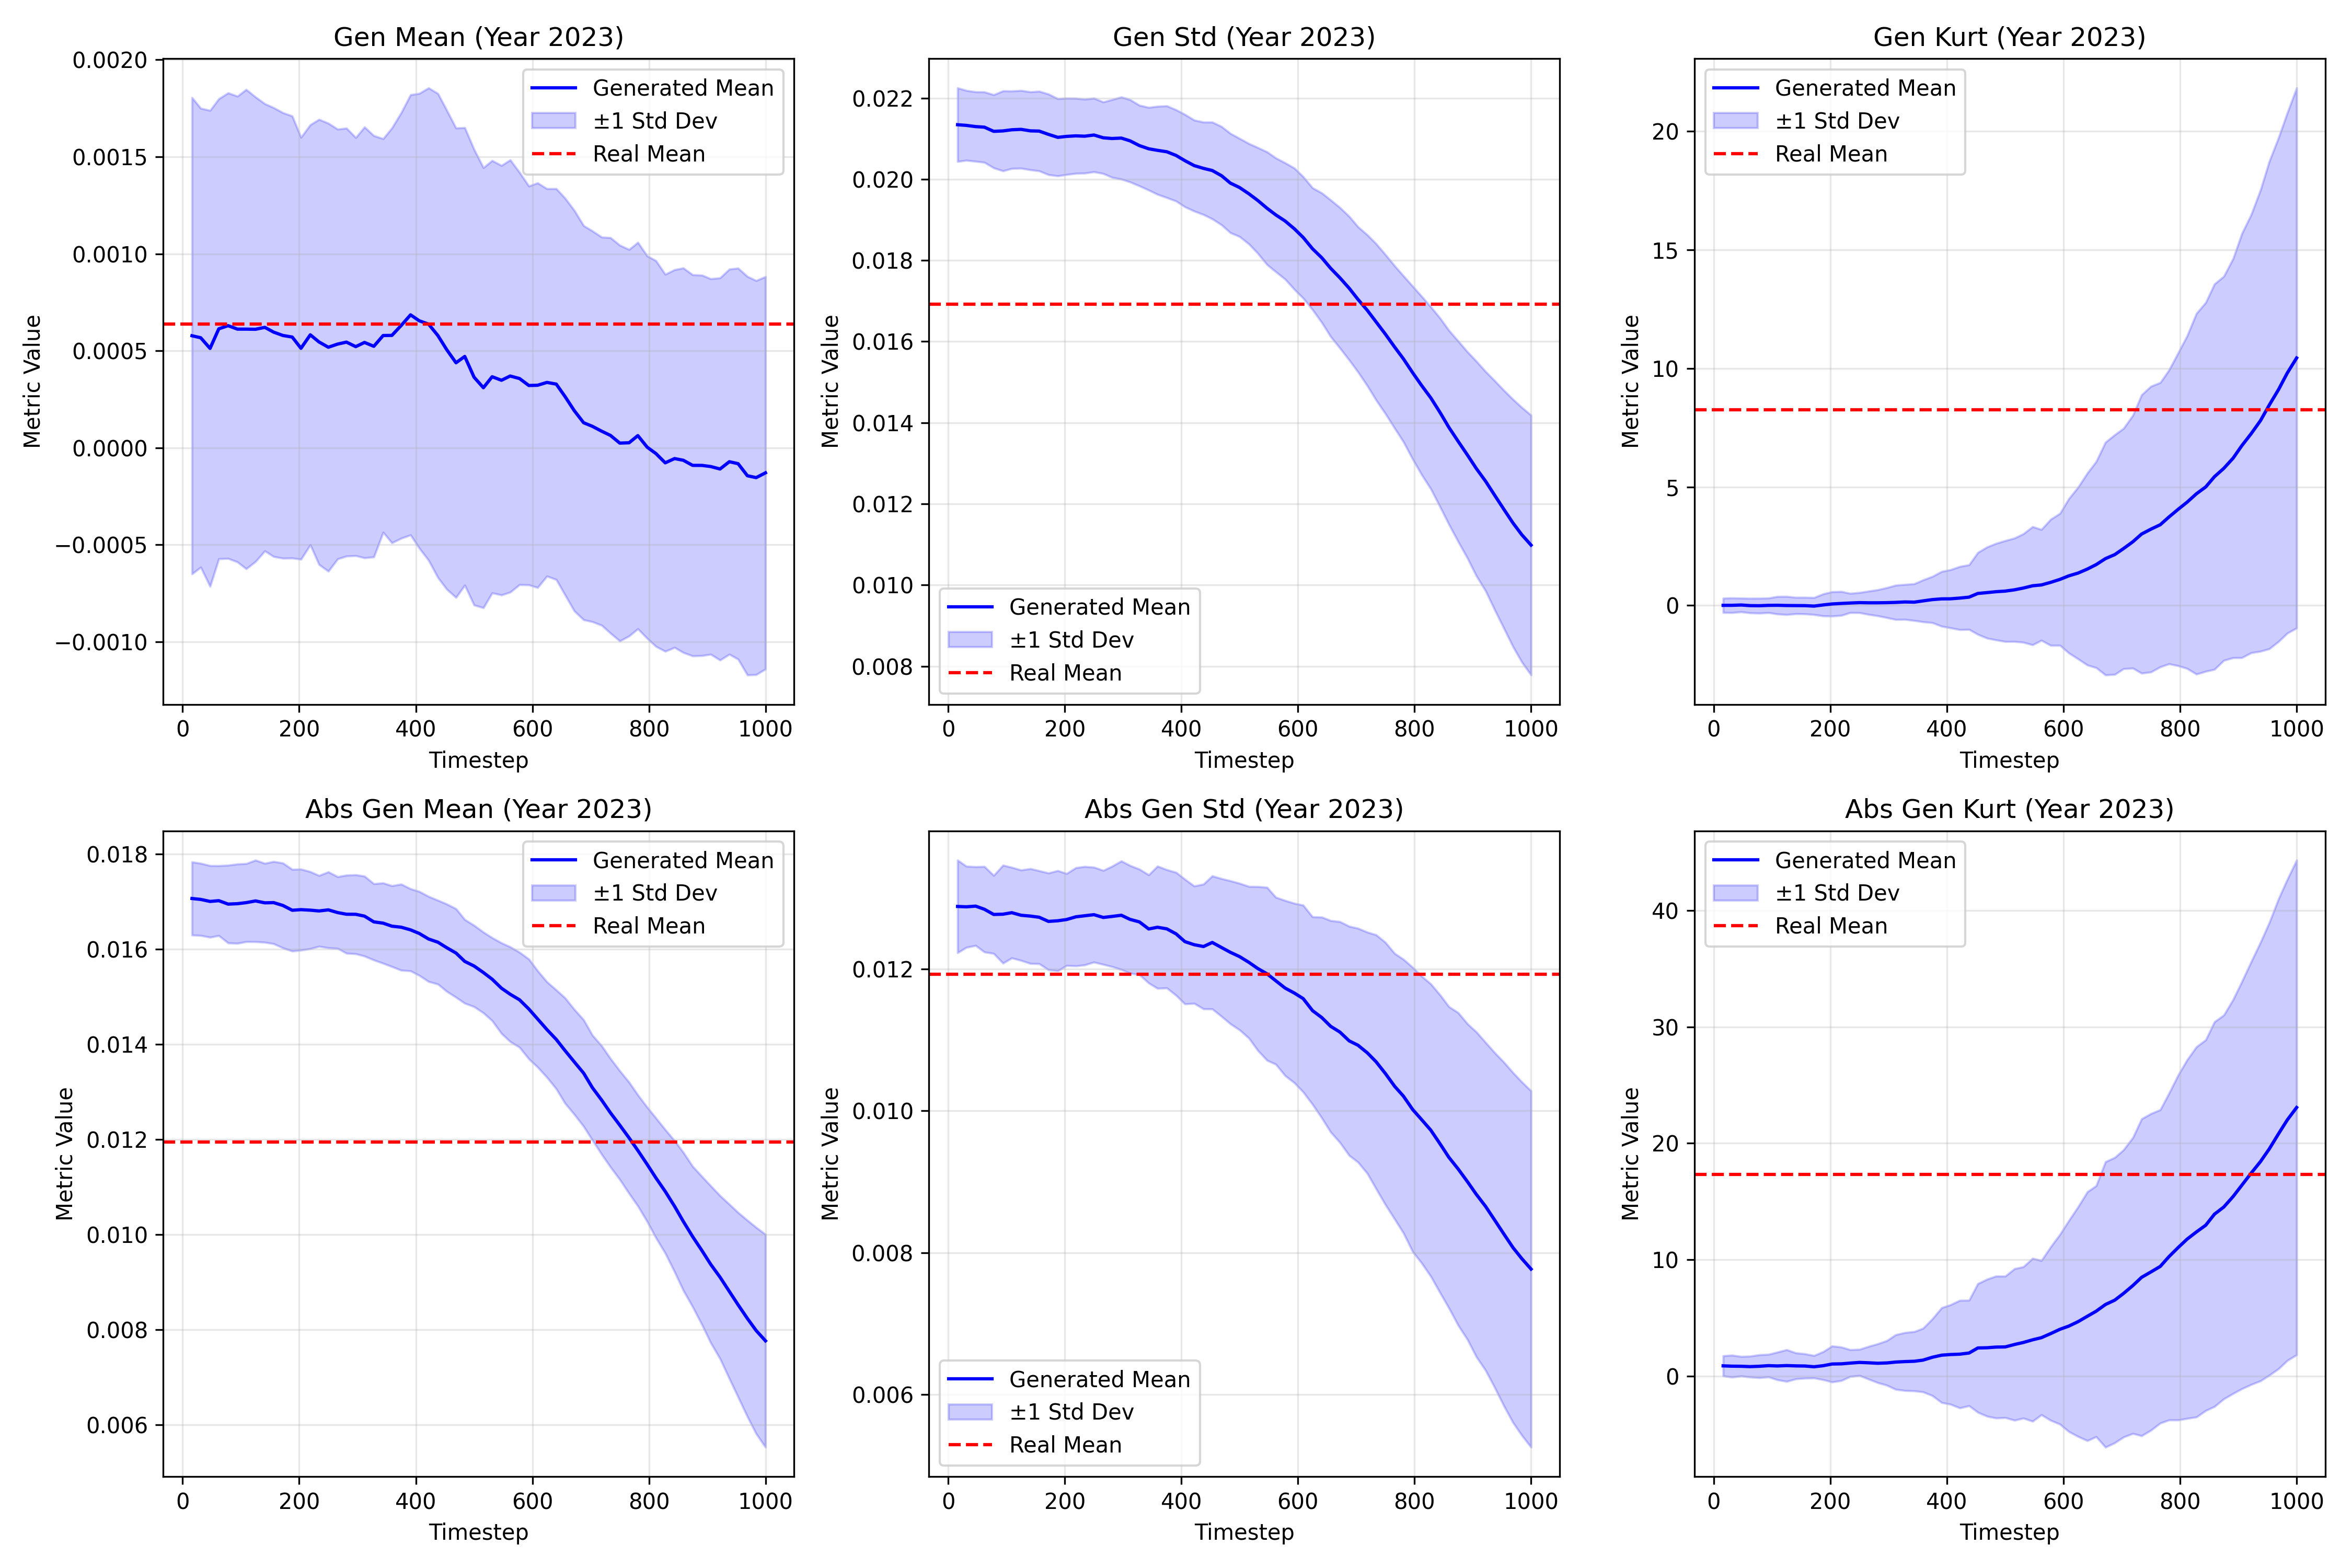 Gen Mean (Year 2023)
Metric Value
0.0020
0.0015
0.0010
0.0005
0.0000
−0.0005
−0.0010
Generated Mean
±1 Std Dev
Real Mean
0 200 400 600 800 1000
Timestep
Gen Std (Year 2023)
Metric Value
0.022
0.020
0.018
0.016
0.014
0.012
0.010
0.008
Generated Mean
±1 Std Dev
Real Mean
0 200 400 600 800 1000
Timestep
Gen Kurt (Year 2023)
Metric Value
20
15
10
5
0
Generated Mean
±1 Std Dev
Real Mean
0 200 400 600 800 1000
Timestep
Abs Gen Mean (Year 2023)
Metric Value
0.018
0.016
0.014
0.012
0.010
0.008
0.006
Generated Mean
±1 Std Dev
Real Mean
0 200 400 600 800 1000
Timestep
Abs Gen Std (Year 2023)
Metric Value
0.012
0.010
0.008
0.006
Generated Mean
±1 Std Dev
Real Mean
0 200 400 600 800 1000
Timestep
Abs Gen Kurt (Year 2023)
Metric Value
40
30
20
10
0
Generated Mean
±1 Std Dev
Real Mean
0 200 400 600 800 1000
Timestep